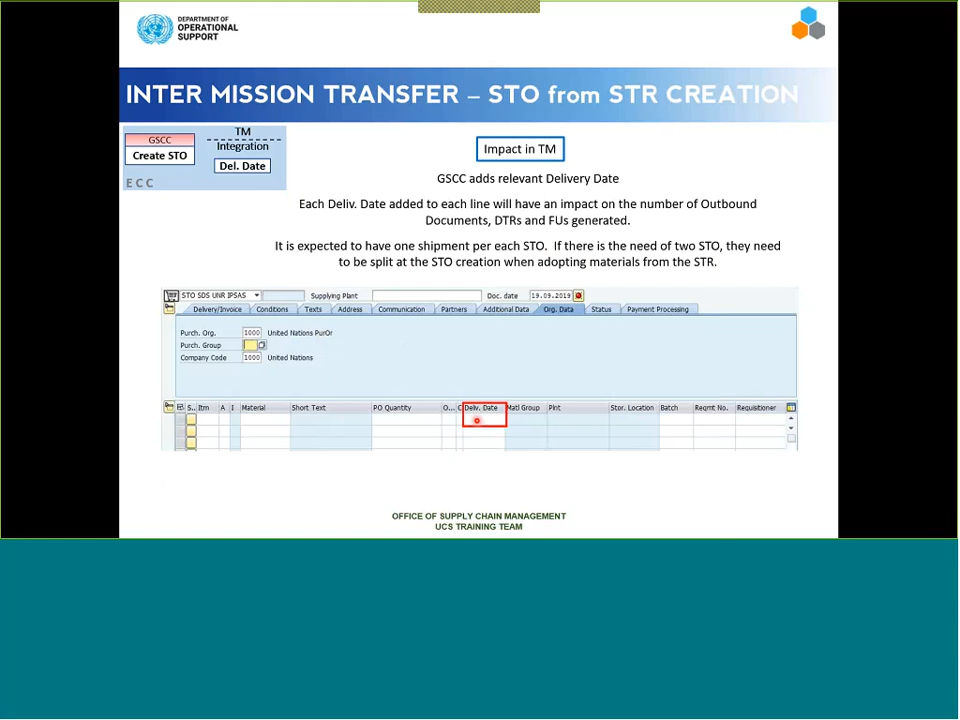 DEPARTMENT OF
OPERATIONAL
SUPPORT
INTER MISSION TRANSFER – STO from STR CREATION
GSCC
Create STO
TM
Integration
Del. Date
ECC
Impact in TM
GSCC adds relevant Delivery Date
Each Deliv. Date added to each line will have an impact on the number of Outbound
Documents, DTRs and FUs generated.
It is expected to have one shipment per each STO. If there is the need of two STO, they need
to be split at the STO creation when adopting materials from the STR.
STO SDS UNR IPSAS Supplying Plant Doc. date 19.09.2019
Delivery/Invoice Conditions Texts Address Communication Partners Additional Data Org. Data Status Payment Processing
Purch. Org. 1000 United Nations PurOr
Purch. Group
Company Code 1000 United Nations
S.. Itm A I Material Short Text PO Quantity O... C Deliv. Date Matl Group Plnt Stor. Location Batch Reqmt No. Requisitioner
OFFICE OF SUPPLY CHAIN MANAGEMENT
UCS TRAINING TEAM